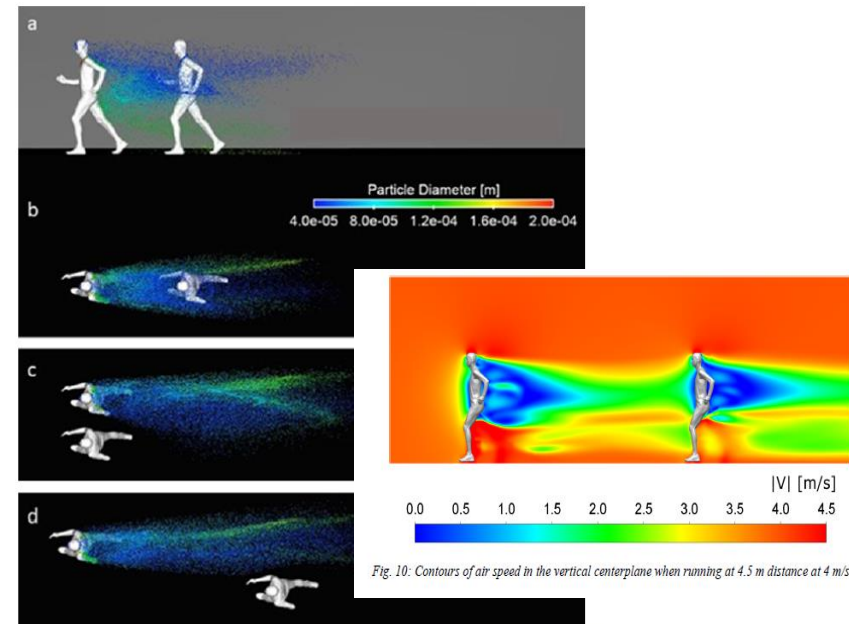 a
Particle Diameter [m]
4.0e-05 8.0e-05 1.2e-04 1.6e-04 2.0e-04
b
c
d
|V| [m/s]
0.0 0.5 1.0 1.5 2.0 2.5 3.0 3.5 4.0 4.5
Fig. 10: Contours of air speed in the vertical centerplane when running at 4.5 m distance at 4 m/s